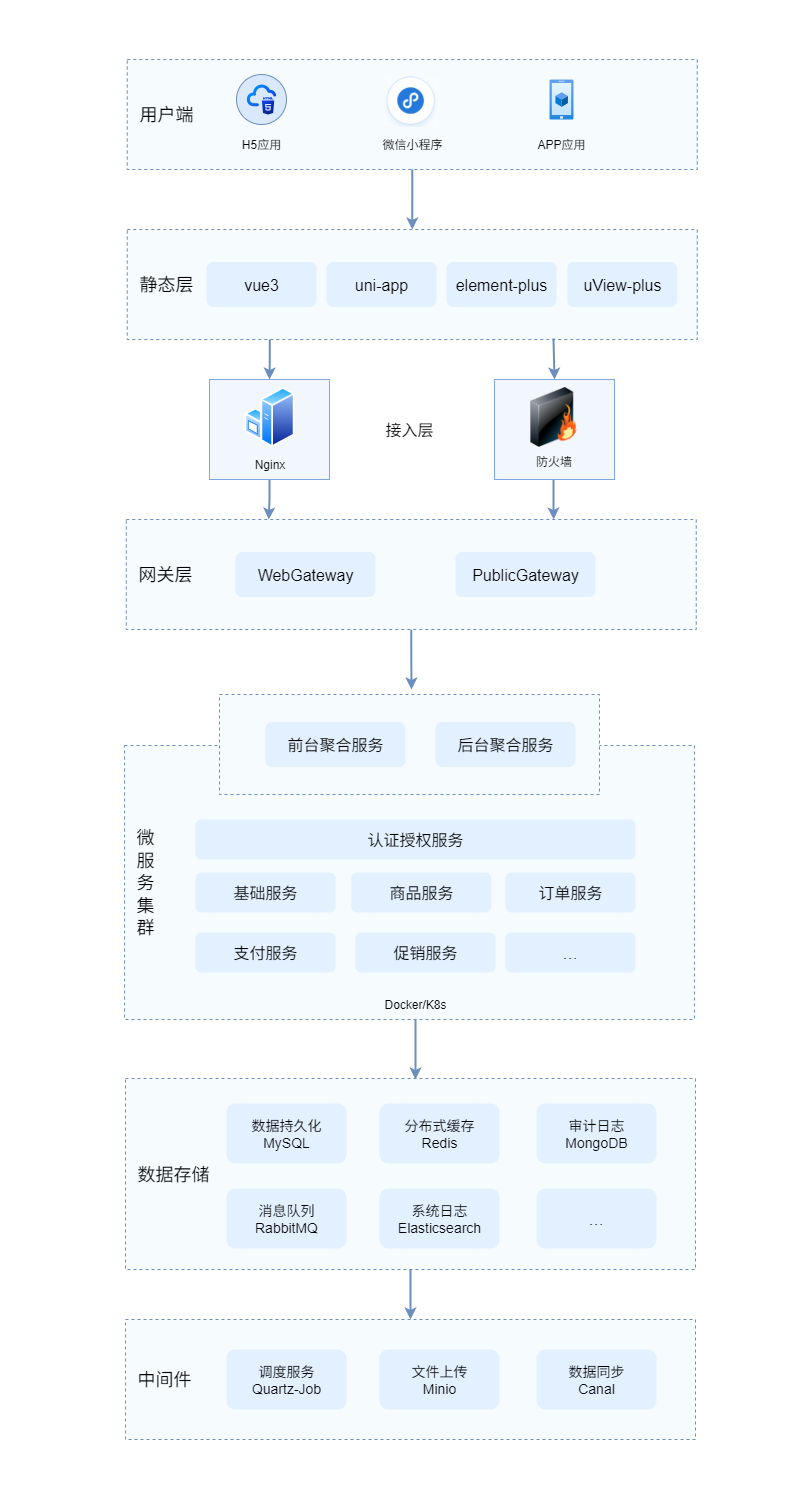 用户端
H5应用
微信小程序
APP应用
静态层
vue3
uni-app
element-plus
uView-plus
Nginx
接入层
防火墙
网关层
WebGateway
PublicGateway
前台聚合服务
后台聚合服务
微
服
务
集
群
认证授权服务
基础服务
商品服务
订单服务
支付服务
促销服务
...
Docker/K8s
数据存储
数据持久化
MySQL
分布式缓存
Redis
审计日志
MongoDB
消息队列
RabbitMQ
系统日志
Elasticsearch
...
中间件
调度服务
Quartz-Job
文件上传
Minio
数据同步
Canal